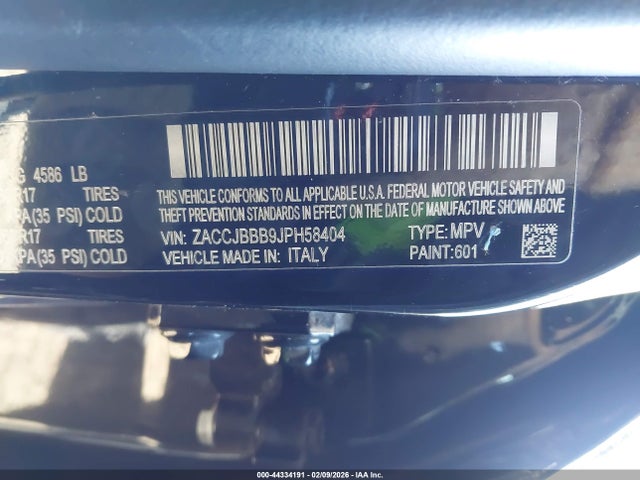 G 4586 LB
R17 TIRES
PA(35 PSI) COLD
R17 TIRES
KPA(35 PSI) COLD
THIS VEHICLE CONFORMS TO ALL APPLICABLE U.S.A. FEDERAL MOTOR VEHICLE SAFETY AND
THEFT PREVENTION STANDARDS IN EFFECT ON THE DATE OF MANUFACTURE SHOWN ABOVE.
VIN: ZACCJBBB9JPH58404 TYPE: MPV
VEHICLE MADE IN: ITALY PAINT:601
000-44334191 - 02/09/2026 - IAA Inc.